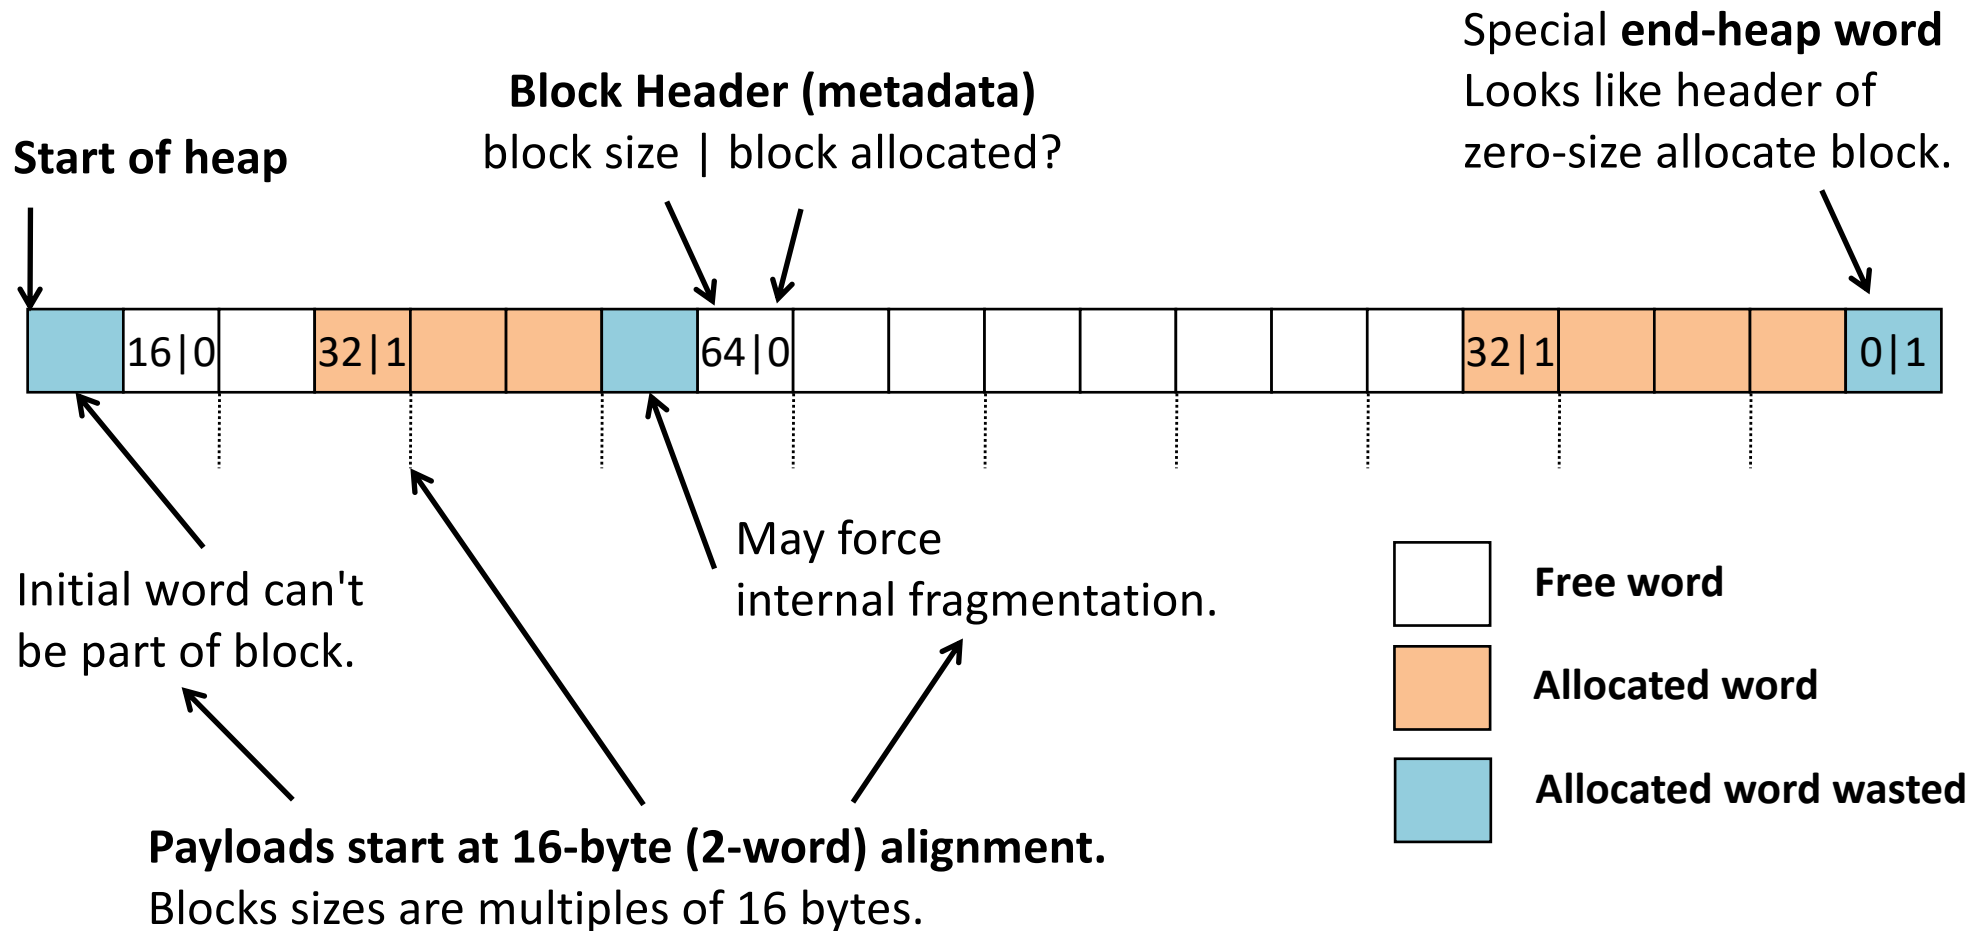 Special end-heap word
Looks like header of
zero-size allocate block.
Block Header (metadata)
block size | block allocated?
Start of heap
16|0
32|1
64|0
32|1
0|1
Initial word can't
be part of block.
May force
internal fragmentation.
Free word
Allocated word
Allocated word wasted
Payloads start at 16-byte (2-word) alignment.
Blocks sizes are multiples of 16 bytes.